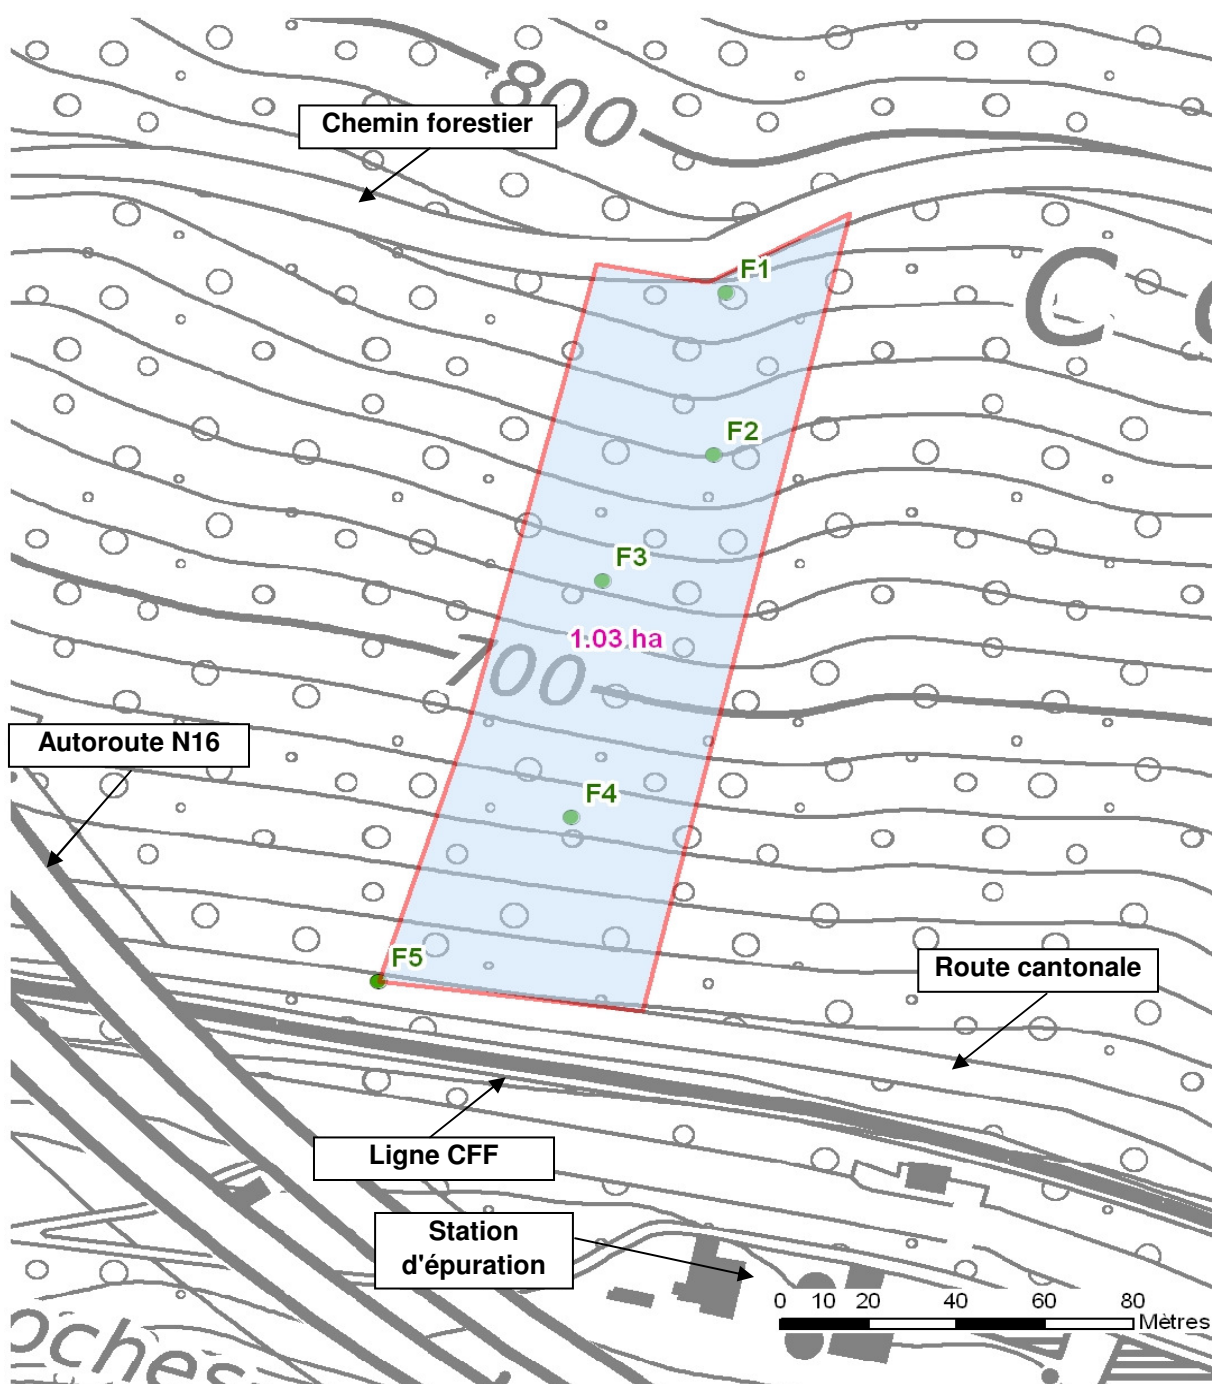 800
Chemin forestier
F1
C
F2
F3
1.03 ha
700
Autoroute N16
F4
F5
Route cantonale
Ligne CFF
Station
d'épuration
0 10 20 40 60 80
Mètres
oches